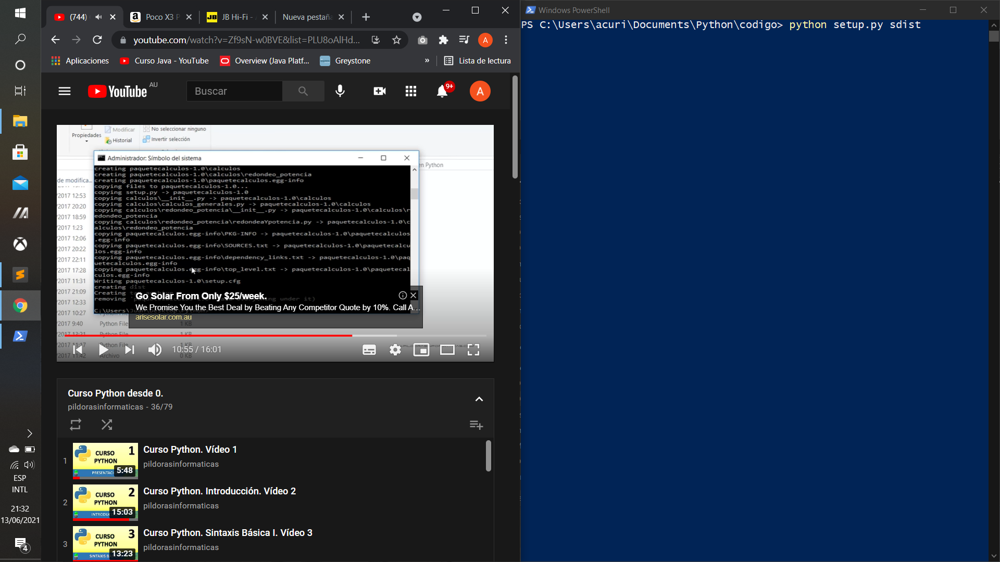 (744)
Poco X3 P
JB Hi-Fi -
Nueva pestañ
youtube.com/watch?v=Zf9sN-w0BVE&list=PLU8oAlHd...
A
Aplicaciones
Curso Java - YouTube
Overview (Java Platf...
Greystone
»
Lista de lectura
YouTube AU
Buscar
9+
A
Propiedades
Modificar
Historial
No seleccionar ninguno
Invertir selección
en Python
de modifica...
Administrador: Símbolo del sistema
creating paquetecalculos-1.0\calculos
creating paquetecalculos-1.0\calculos\redondeo_potencia
creating paquetecalculos-1.0\paquetecalculos.egg-info
copying files to paquetecalculos-1.0...
copying setup.py -> paquetecalculos-1.0
copying calculos\__init__.py -> paquetecalculos-1.0\calculos
copying calculos\calculos_generales.py -> paquetecalculos-1.0\calculos
copying calculos\redondeo_potencia\__init__.py -> paquetecalculos-1.0\calculos\r
edondeo_potencia
copying calculos\redondeo_potencia\redondeaYpotencia.py -> paquetecalculos-1.0\c
alculos\redondeo_potencia
copying paquetecalculos.egg-info\PKG-INFO -> paquetecalculos-1.0\paquetecalculos
.egg-info
copying paquetecalculos.egg-info\SOURCES.txt -> paquetecalculos-1.0\paquetecalcu
los.egg-info
copying paquetecalculos.egg-info\dependency_links.txt -> paquetecalculos-1.0\paq
uetecalculos.egg-info
copying paquetecalculos.egg-info\top_level.txt -> paquetecalculos-1.0\paquetecal
culos.egg-info
Writing paquetecalculos-1.0\setup.cfg
creating dist
Creating
removing
C:\Users\
/2017 12:53
/2017 20:20
/2017 18:59
/2017 1:23
/2017 12:06
/2017 20:22
/2017 22:11
/2017 17:28
/2017 11:31
/2017 21:09
/2017 12:33
/2017 10:27
/2017 9:40 Python File 1 KB
/2017 13:21 Python File 1 KB
/2017 11:17 Python File
/2017 11:42 Archivo 0 KB
Go Solar From Only $25/week.
We Promise You the Best Deal by Beating Any Competitor Quote by 10%. Call A...
arisesolar.com.au
10:55 / 16:01
Curso Python desde 0.
pildorasinformaticas - 36/79
1
CURSO PYTHON 1
5:48
Curso Python. Vídeo 1
pildorasinformaticas
2
CURSO PYTHON 2
15:03
Curso Python. Introducción. Vídeo 2
pildorasinformaticas
3
CURSO PYTHON 3
13:23
Curso Python. Sintaxis Básica I. Vídeo 3
pildorasinformaticas
ESP
INTL
21:32
13/06/2021
4
Windows PowerShell
PS C:\Users\acuri\Documents\Python\codigo> python setup.py sdist